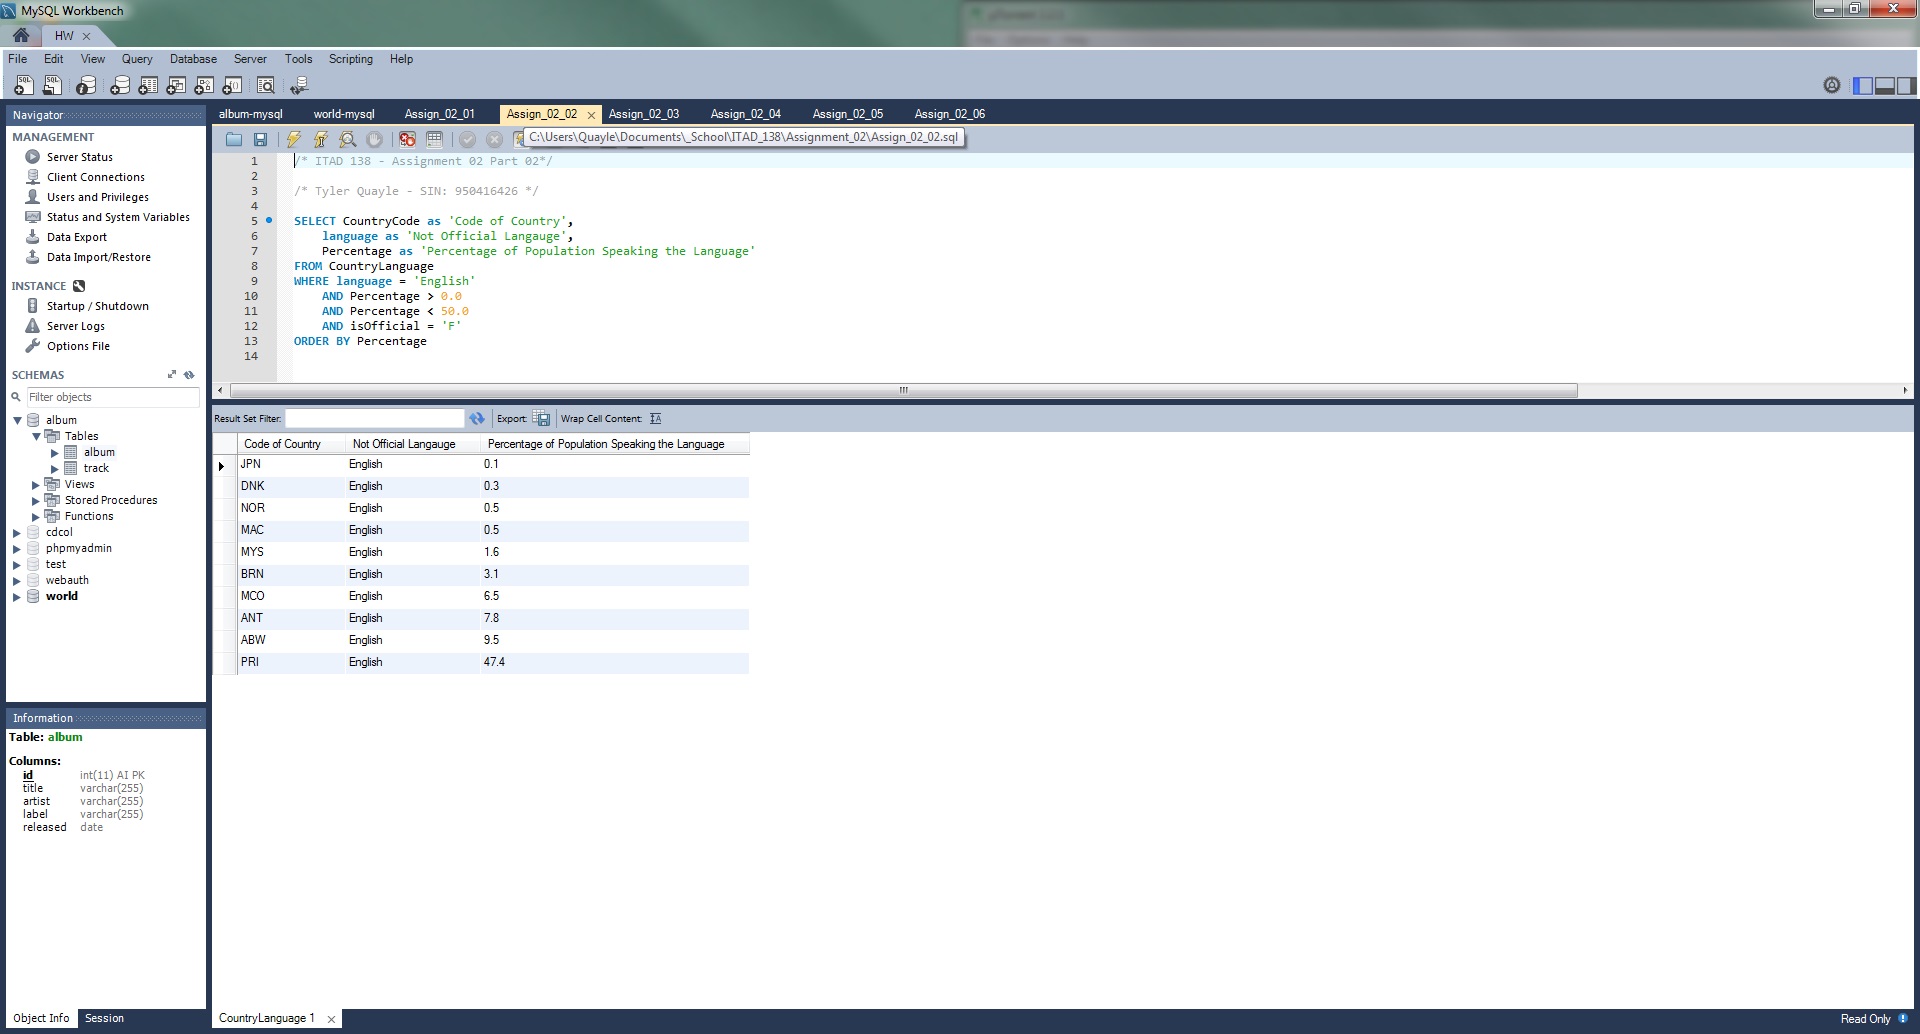 MySQL Workbench
HW
File Edit View Query Database Server Tools Scripting Help
Navigator
MANAGEMENT
Server Status
Client Connections
Users and Privileges
Status and System Variables
Data Export
Data Import/Restore
INSTANCE
Startup / Shutdown
Server Logs
Options File
SCHEMAS
Filter objects
album
Tables
album
track
Views
Stored Procedures
Functions
cdcol
phpmyadmin
test
webauth
world
Information
Table: album
Columns:
id int(11) AI PK
title varchar(255)
artist varchar(255)
label varchar(255)
released date
Object Info Session
album-mysql world-mysql Assign_02_01 Assign_02_02 Assign_02_03 Assign_02_04 Assign_02_05 Assign_02_06
C:\Users\Quayle\Documents\_School\ITAD_138\Assignment_02\Assign_02_02.sql
1 /* ITAD 138 - Assignment 02 Part 02*/
2
3 /* Tyler Quayle - SIN: 950416426 */
4
5 SELECT CountryCode as 'Code of Country',
6 language as 'Not Official Langauge',
7 Percentage as 'Percentage of Population Speaking the Language'
8 FROM CountryLanguage
9 WHERE language = 'English'
10 AND Percentage > 0.0
11 AND Percentage < 50.0
12 AND isOfficial = 'F'
13 ORDER BY Percentage
14
Result Set Filter: Export: Wrap Cell Content:
Code of Country Not Official Langauge Percentage of Population Speaking the Language
JPN English 0.1
DNK English 0.3
NOR English 0.5
MAC English 0.5
MYS English 1.6
BRN English 3.1
MCO English 6.5
ANT English 7.8
ABW English 9.5
PRI English 47.4
CountryLanguage 1
Read Only